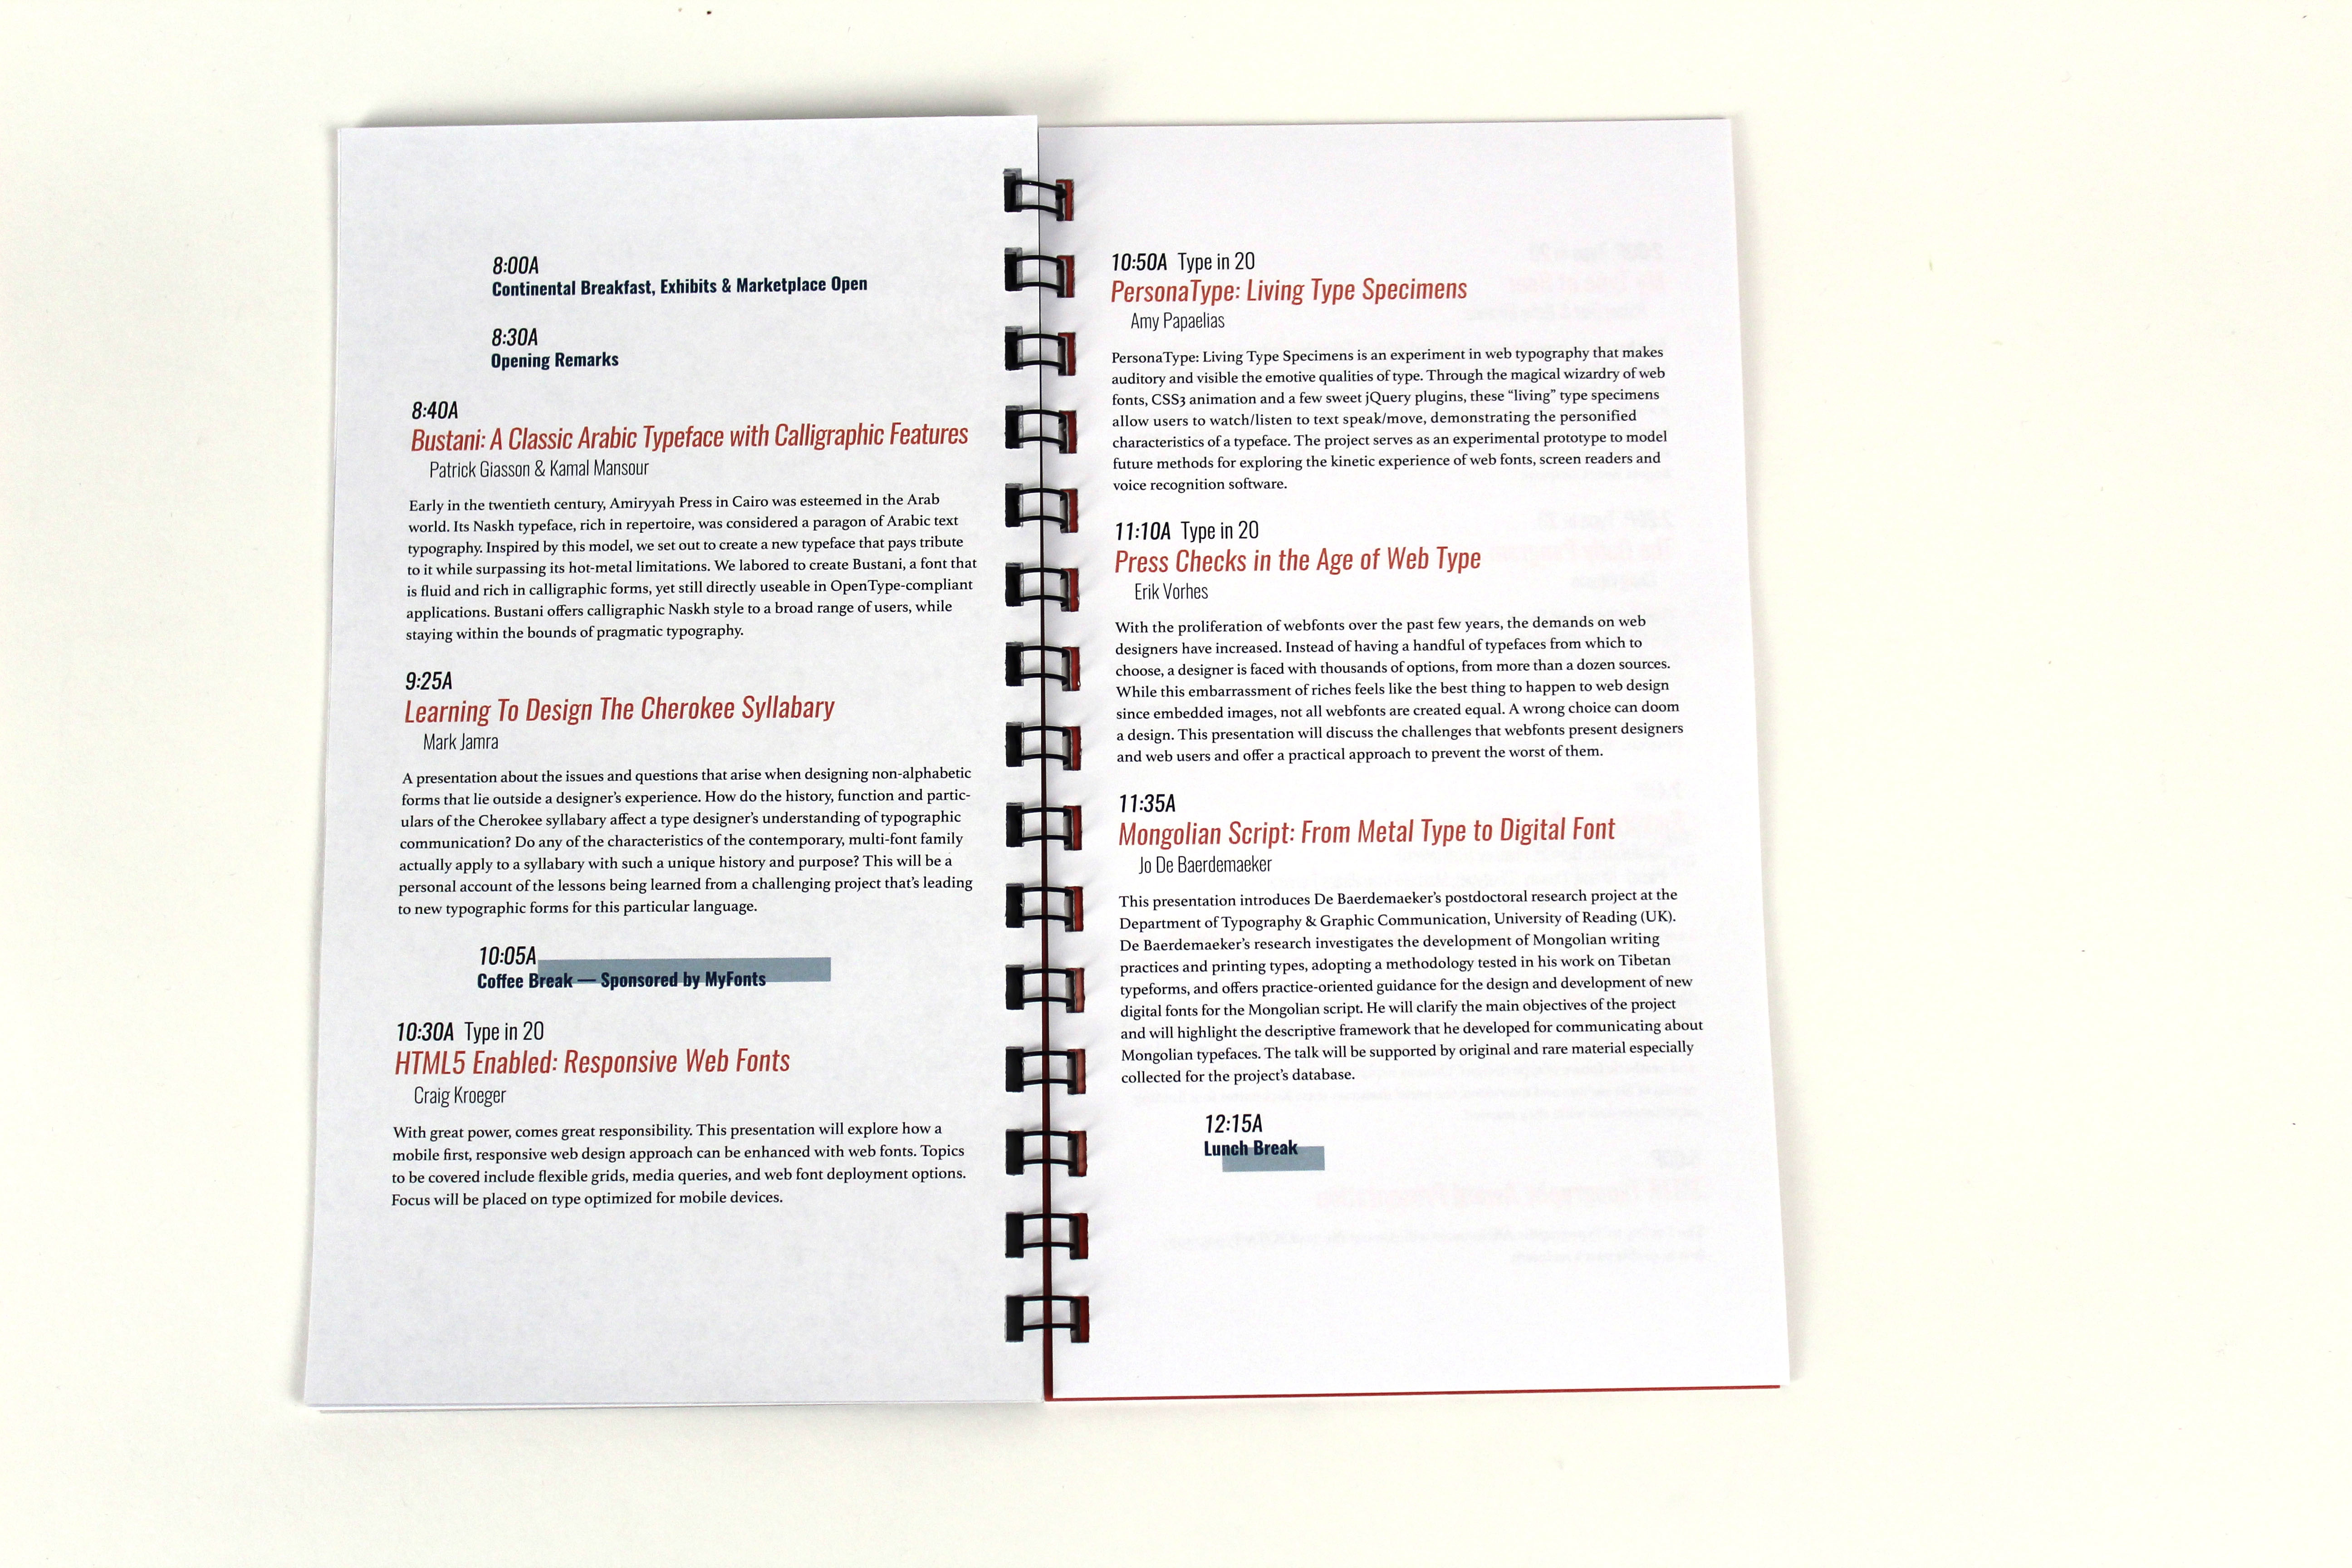 8:00A
Continental Breakfast, Exhibits & Marketplace Open
8:30A
Opening Remarks
8:40A
Bustani: A Classic Arabic Typeface with Calligraphic Features
Patrick Giasson & Kamal Mansour
Early in the twentieth century, Amiryyah Press in Cairo was esteemed in the Arab
world. Its Naskh typeface, rich in repertoire, was considered a paragon of Arabic text
typography. Inspired by this model, we set out to create a new typeface that pays tribute
to it while surpassing its hot-metal limitations. We labored to create Bustani, a font that
is fluid and rich in calligraphic forms, yet still directly useable in OpenType-compliant
applications. Bustani offers calligraphic Naskh style to a broad range of users, while
staying within the bounds of pragmatic typography.
9:25A
Learning To Design The Cherokee Syllabary
Mark Jamra
A presentation about the issues and questions that arise when designing non-alphabetic
forms that lie outside a designer's experience. How do the history, function and partic-
ulars of the Cherokee syllabary affect a type designer's understanding of typographic
communication? Do any of the characteristics of the contemporary, multi-font family
actually apply to a syllabary with such a unique history and purpose? This will be a
personal account of the lessons being learned from a challenging project that's leading
to new typographic forms for this particular language.
10:05A
Coffee Break — Sponsored by MyFonts
10:30A Type in 20
HTML5 Enabled: Responsive Web Fonts
Craig Kroeger
With great power, comes great responsibility. This presentation will explore how a
mobile first, responsive web design approach can be enhanced with web fonts. Topics
to be covered include flexible grids, media queries, and web font deployment options.
Focus will be placed on type optimized for mobile devices.
10:50A Type in 20
PersonaType: Living Type Specimens
Amy Papaelias
PersonaType: Living Type Specimens is an experiment in web typography that makes
auditory and visible the emotive qualities of type. Through the magical wizardry of web
fonts, CSS3 animation and a few sweet jQuery plugins, these “living” type specimens
allow users to watch/listen to text speak/move, demonstrating the personified
characteristics of a typeface. The project serves as an experimental prototype to model
future methods for exploring the kinetic experience of web fonts, screen readers and
voice recognition software.
11:10A Type in 20
Press Checks in the Age of Web Type
Erik Vorhes
With the proliferation of webfonts over the past few years, the demands on web
designers have increased. Instead of having a handful of typefaces from which to
choose, a designer is faced with thousands of options, from more than a dozen sources.
While this embarrassment of riches feels like the best thing to happen to web design
since embedded images, not all webfonts are created equal. A wrong choice can doom
a design. This presentation will discuss the challenges that webfonts present designers
and web users and offer a practical approach to prevent the worst of them.
11:35A
Mongolian Script: From Metal Type to Digital Font
Jo De Baerdemaeker
This presentation introduces De Baerdemaeker's postdoctoral research project at the
Department of Typography & Graphic Communication, University of Reading (UK).
De Baerdemaeker's research investigates the development of Mongolian writing
practices and printing types, adopting a methodology tested in his work on Tibetan
typeforms, and offers practice-oriented guidance for the design and development of new
digital fonts for the Mongolian script. He will clarify the main objectives of the project
and will highlight the descriptive framework that he developed for communicating about
Mongolian typefaces. The talk will be supported by original and rare material especially
collected for the project's database.
12:15A
Lunch Break